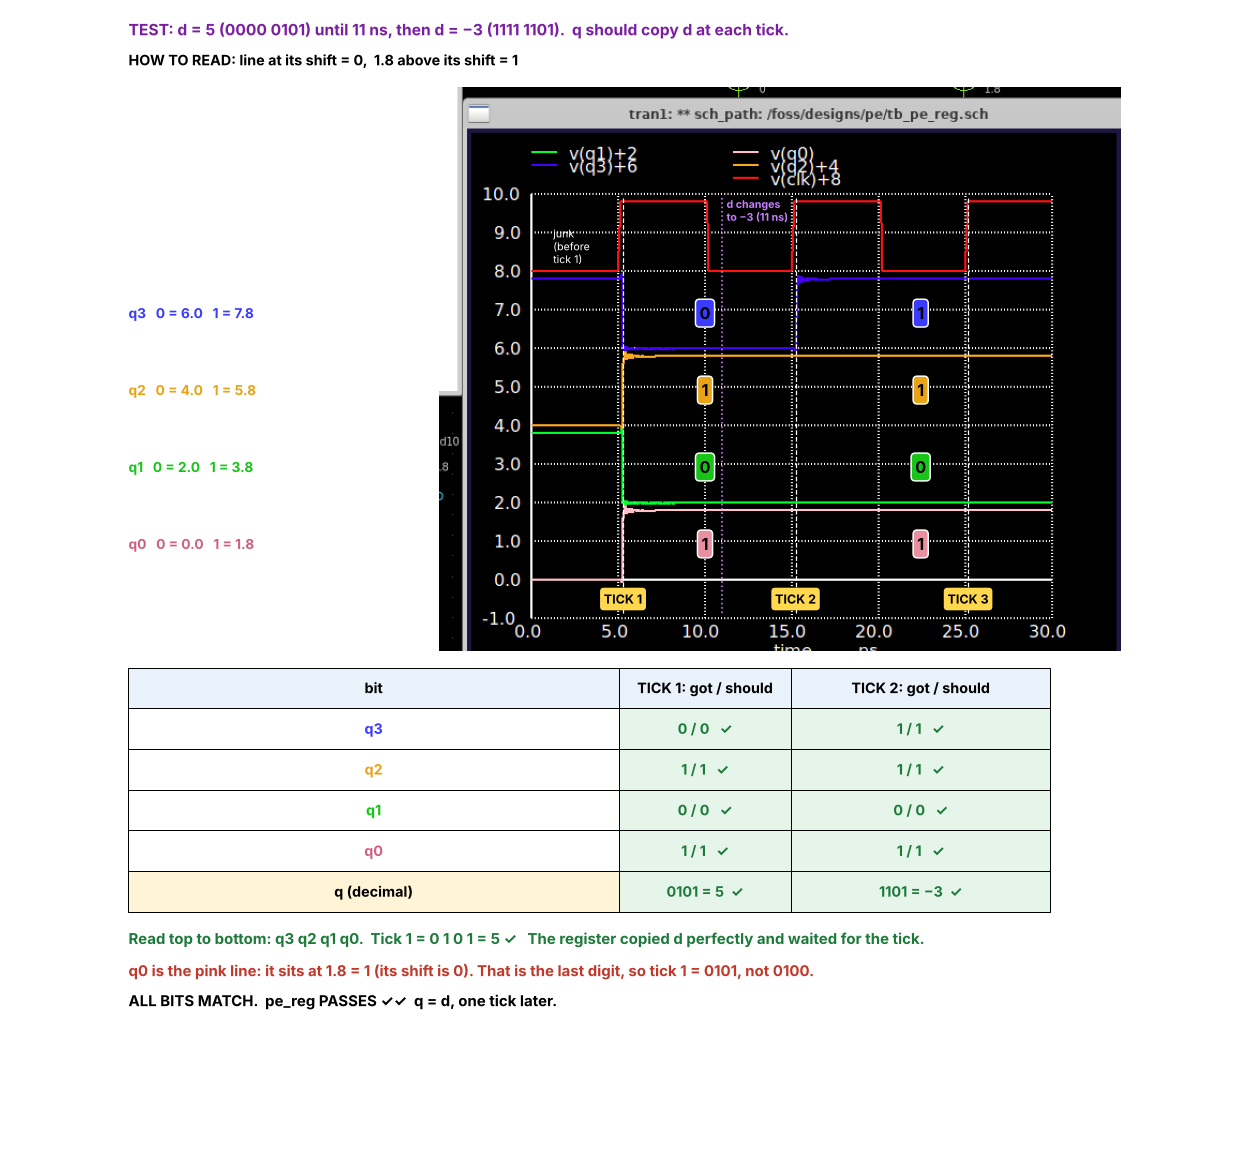 TEST: d = 5 (0000 0101) until 11 ns, then d = −3 (1111 1101).  q should copy d at each tick.
HOW TO READ: line at its shift = 0,  1.8 above its shift = 1
0 1.8
tran1: ** sch_path: /foss/designs/pe/tb_pe_reg.sch
v(q1)+2 v(q0)
v(q3)+6 v(q2)+4
v(clk)+8
10.0
d changes
to −3 (11 ns)
9.0
junk
(before
tick 1)
8.0
7.0
q3 0 = 6.0 1 = 7.8
0 1
6.0
5.0
q2 0 = 4.0 1 = 5.8
1 1
4.0
d10
.8
3.0
q1 0 = 2.0 1 = 3.8
0 0
2.0
1.0
q0 0 = 0.0 1 = 1.8
1 1
0.0
TICK 1 TICK 2 TICK 3
-1.0
0.0 5.0 10.0 15.0 20.0 25.0 30.0
time ns
bit TICK 1: got / should TICK 2: got / should
q3 0 / 0 ✓ 1 / 1 ✓
q2 1 / 1 ✓ 1 / 1 ✓
q1 0 / 0 ✓ 0 / 0 ✓
q0 1 / 1 ✓ 1 / 1 ✓
q (decimal) 0101 = 5 ✓ 1101 = −3 ✓
Read top to bottom: q3 q2 q1 q0.  Tick 1 = 0 1 0 1 = 5 ✓  The register copied d perfectly and waited for the tick.
q0 is the pink line: it sits at 1.8 = 1 (its shift is 0). That is the last digit, so tick 1 = 0101, not 0100.
ALL BITS MATCH.  pe_reg PASSES ✓✓  q = d, one tick later.